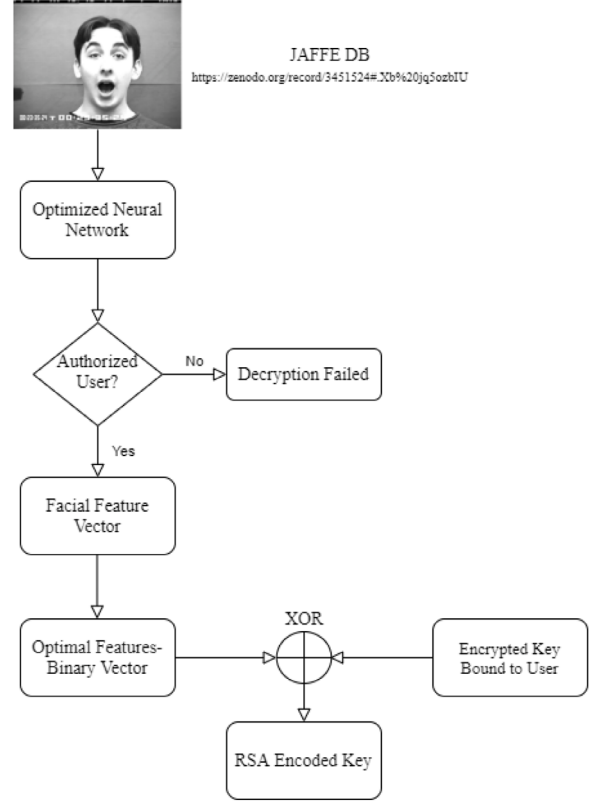 JAFFE DB
https://zenodo.org/record/3451524#.Xb%20jq5ozbIU
Optimized Neural
Network
Authorized
User?
No
Decryption Failed
Yes
Facial Feature
Vector
XOR
Optimal Features-
Binary Vector
Encrypted Key
Bound to User
RSA Encoded Key